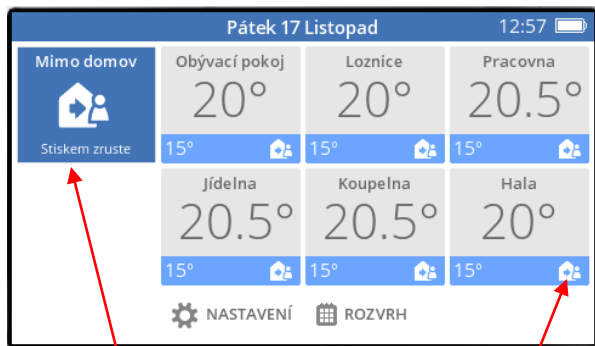 Pátek 17 Listopad 12:57
Mimo domov
Stiskem zruste
Obývací pokoj
20°
15°
Loznice
20°
15°
Pracovna
20.5°
15°
Jídelna
20.5°
15°
Koupelna
20.5°
15°
Hala
20°
15°
NASTAVENÍ ROZVRH